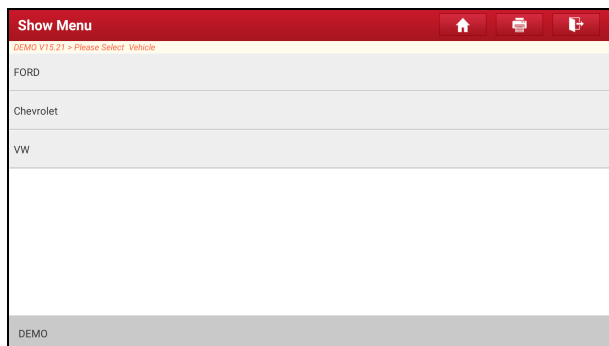 Show Menu
DEMO V15.21 > Please Select Vehicle
FORD
Chevrolet
VW
DEMO